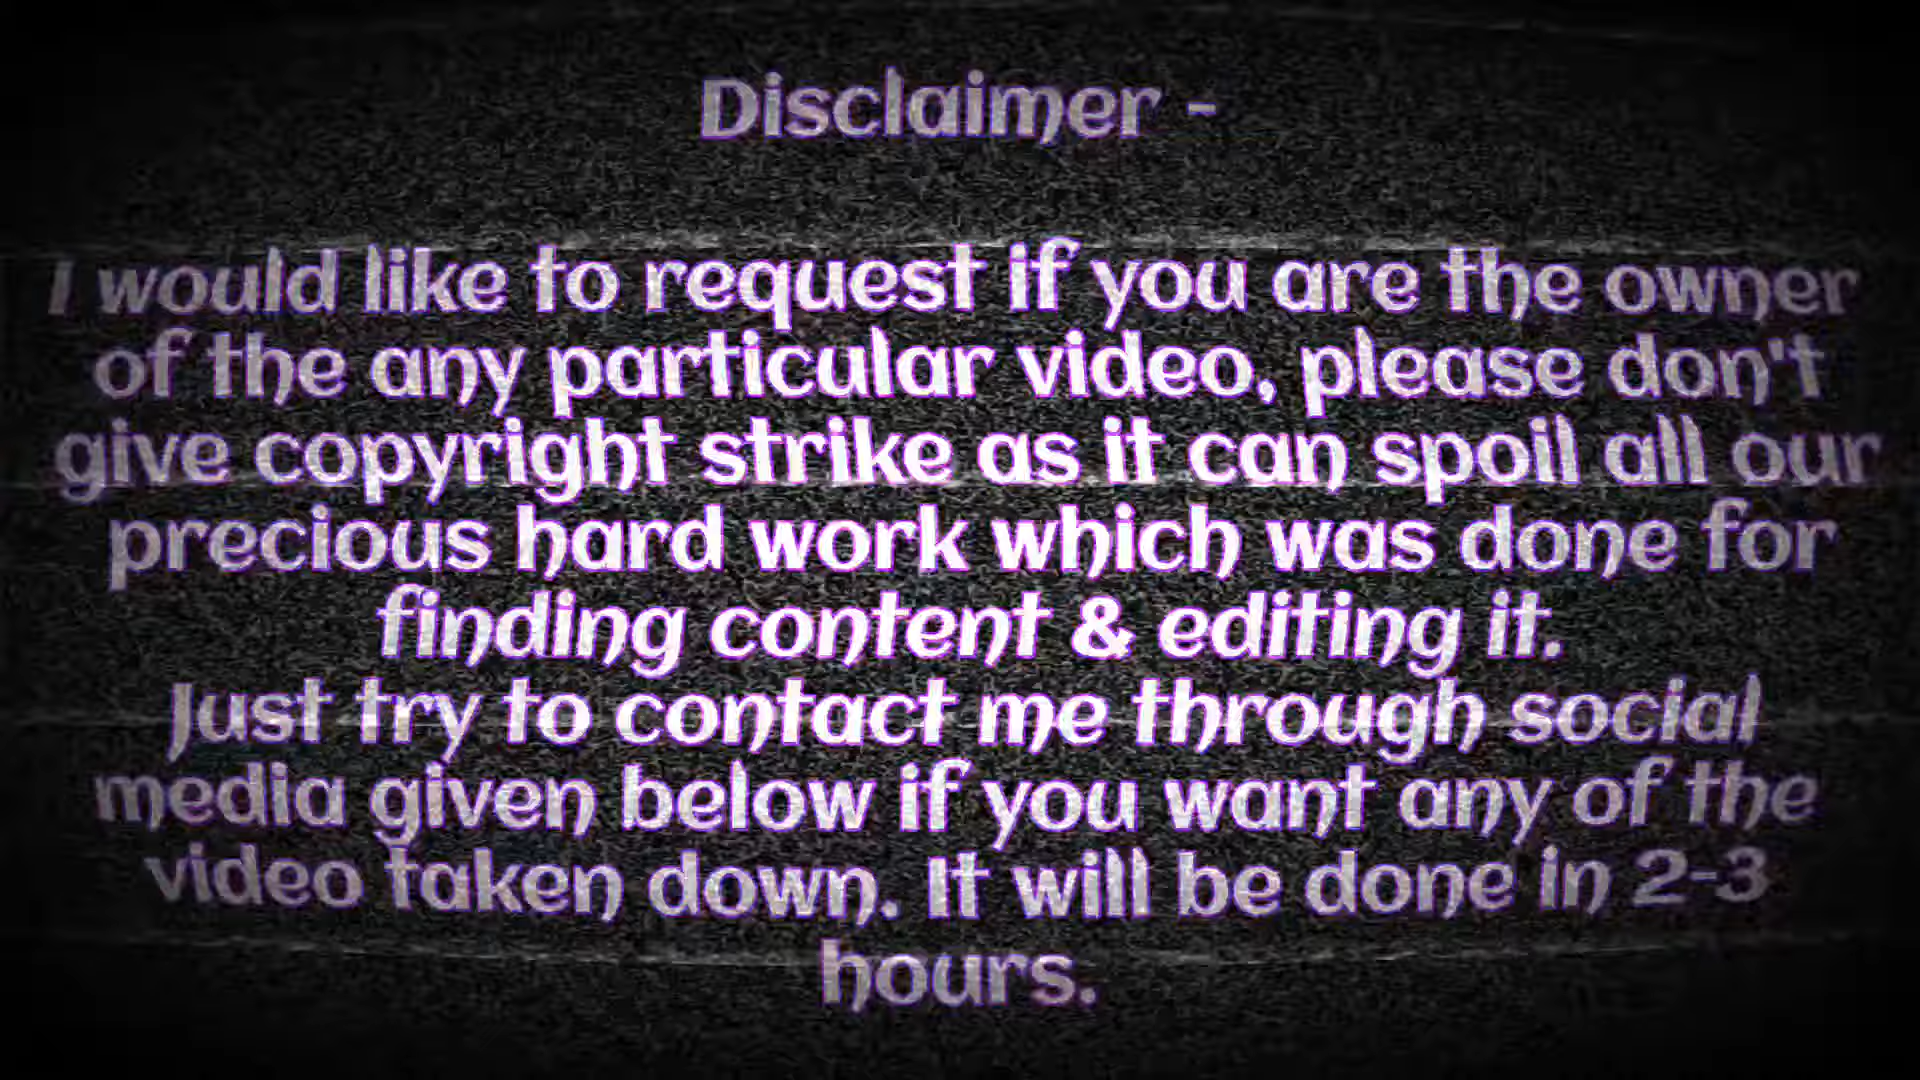 Disclaimer -
I would like to request if you are the owner
of the any particular video, please don't
give copyright strike as it can spoil all our
precious hard work which was done for
finding content & editing it.
Just try to contact me through social
media given below if you want any of the
video taken down. It will be done in 2-3
hours.